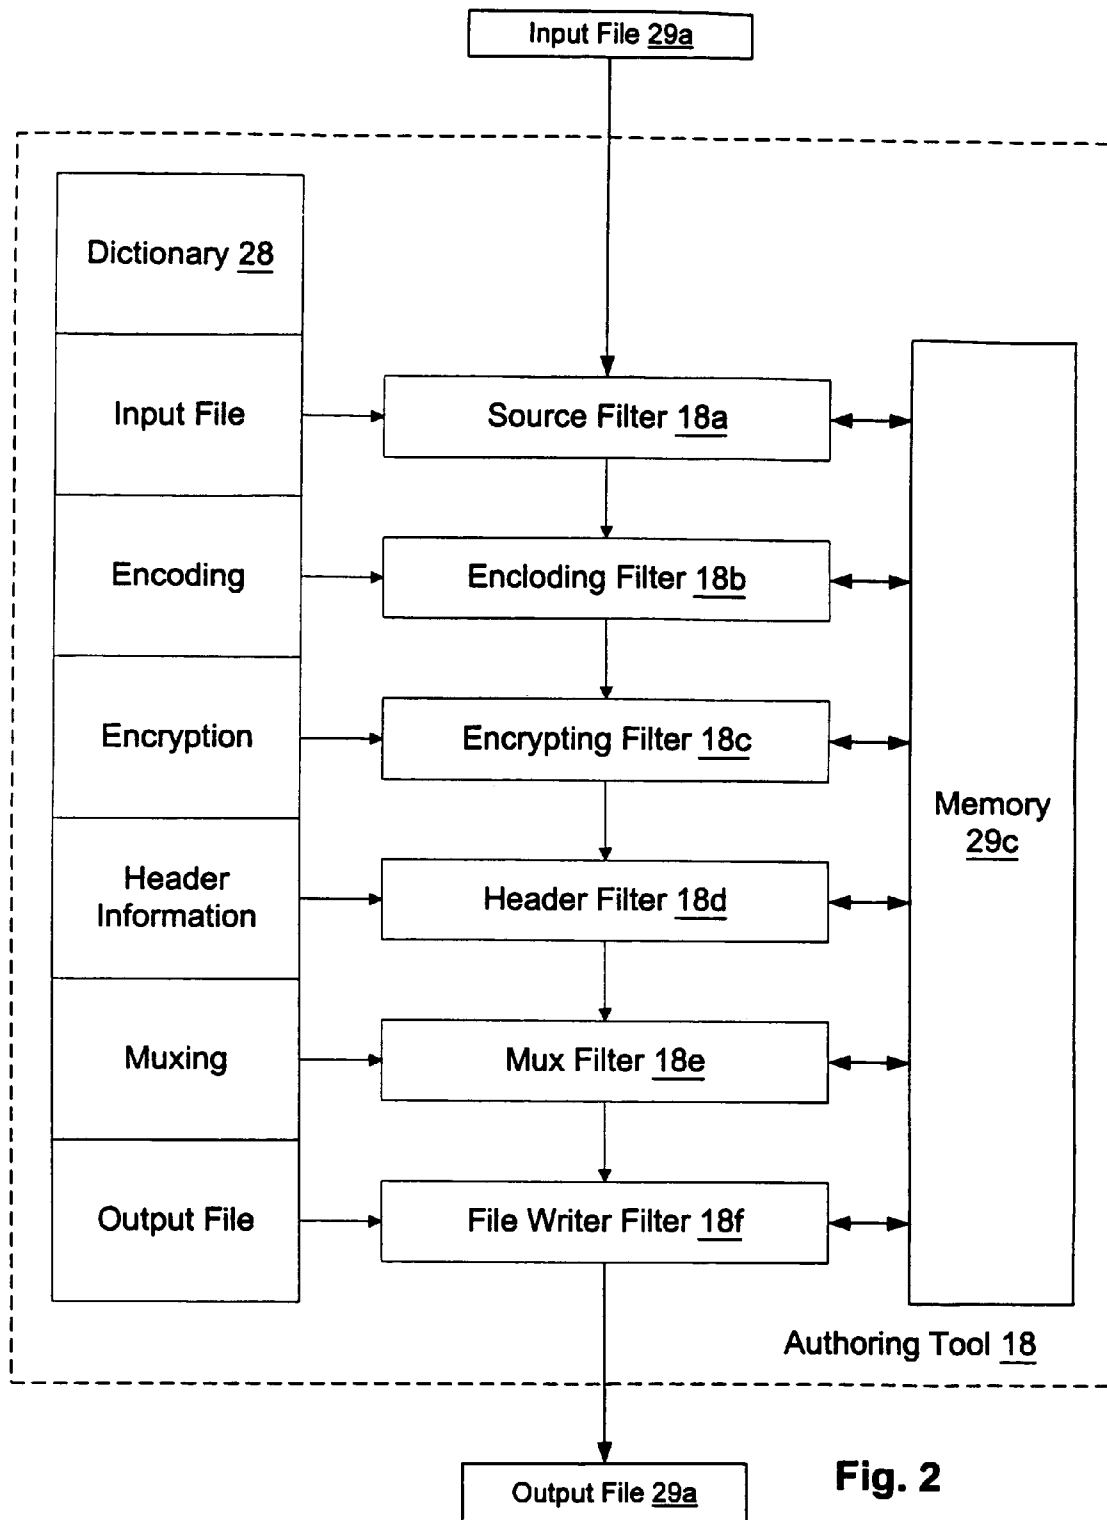 Input File 29a
Dictionary 28
Input File
Source Filter 18a
Encoding
Encloding Filter 18b
Encryption
Encrypting Filter 18c
Memory
29c
Header
Information
Header Filter 18d
Muxing
Mux Filter 18e
Output File
File Writer Filter 18f
Authoring Tool 18
Output File 29a
Fig. 2